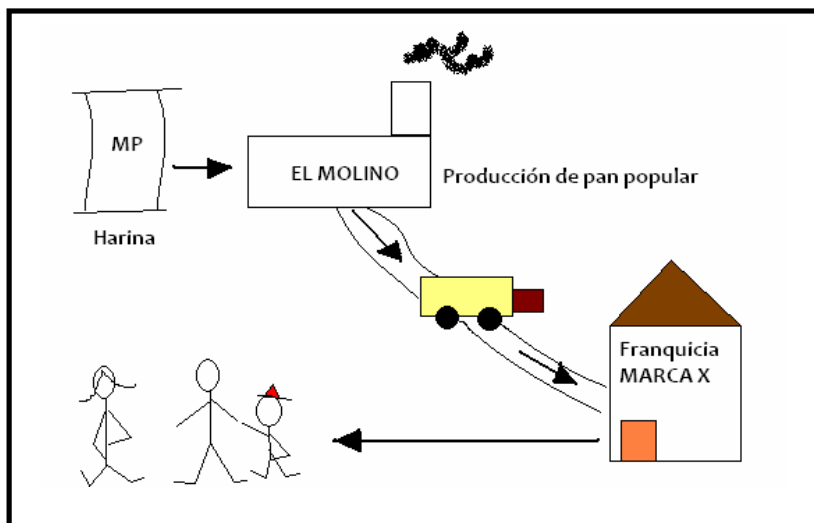 MP
Harina
EL MOLINO
Producción de pan popular
Franquicia
MARCA X